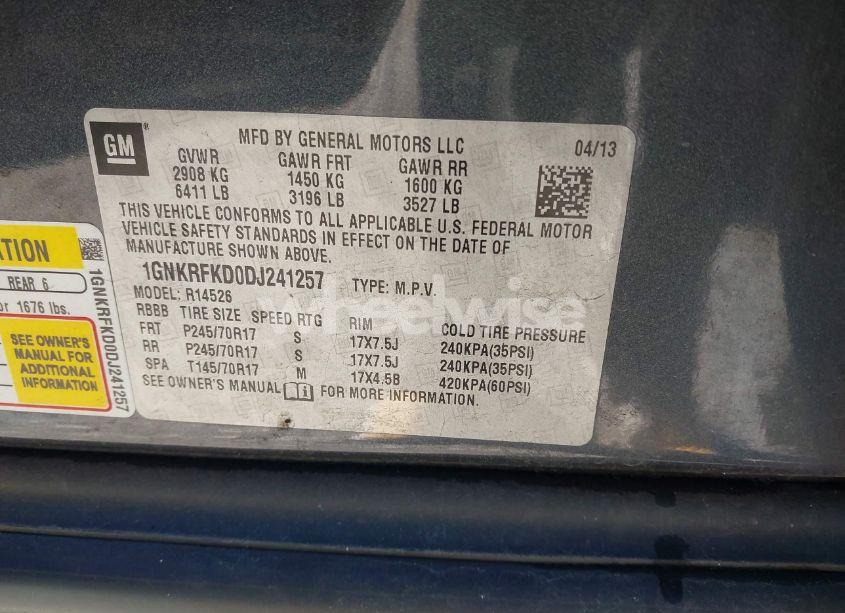 GM ®
MFD BY GENERAL MOTORS LLC 04/13
GVWR GAWR FRT GAWR RR
2908 KG 1450 KG 1600 KG
6411 LB 3196 LB 3527 LB
THIS VEHICLE CONFORMS TO ALL APPLICABLE U.S. FEDERAL MOTOR
VEHICLE SAFETY STANDARDS IN EFFECT ON THE DATE OF
MANUFACTURE SHOWN ABOVE.
1GNKRFKD0DJ241257 TYPE: M.P.V.
MODEL: R14526
RBBB TIRE SIZE SPEED RTG RIM COLD TIRE PRESSURE
FRT P245/70R17 S 17X7.5J 240KPA(35PSI)
RR P245/70R17 S 17X7.5J 240KPA(35PSI)
SPA T145/70R17 M 17X4.5B 420KPA(60PSI)
SEE OWNER'S MANUAL FOR MORE INFORMATION.
REAR 6
or 1676 lbs.
SEE OWNER'S
MANUAL FOR
ADDITIONAL
INFORMATION
1GNKRFKD0DJ241257
wheelwise